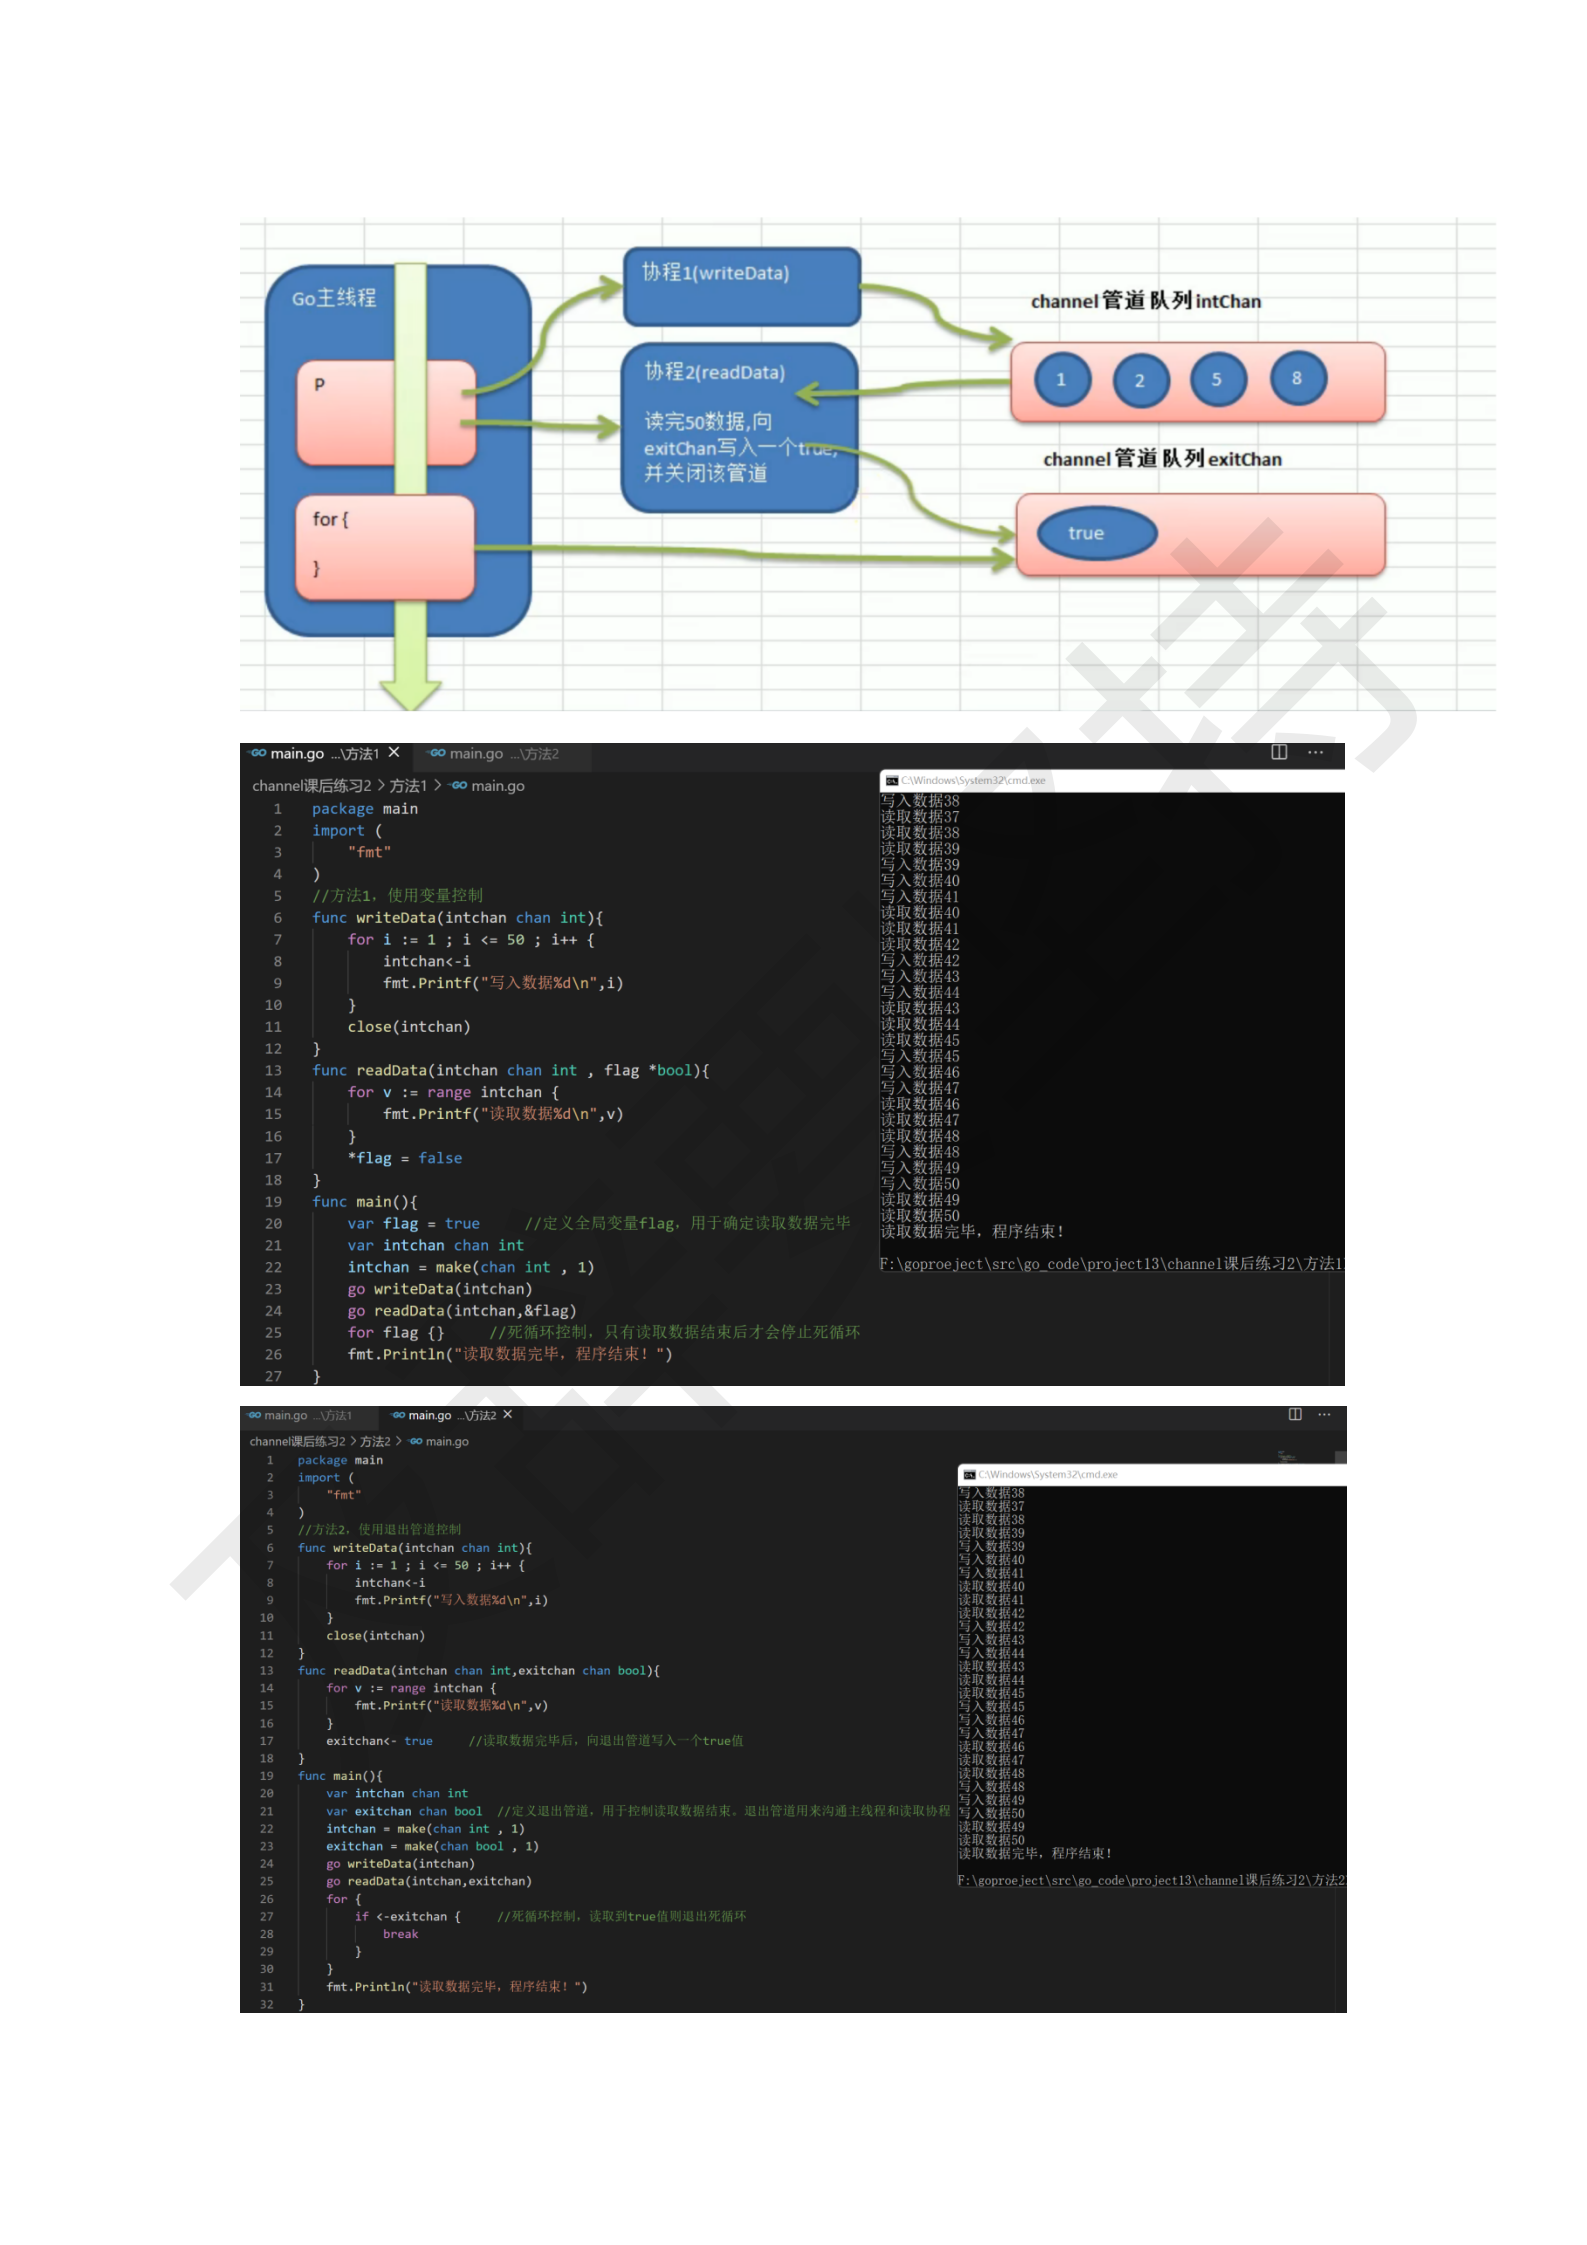 Go主线程
P
for {
}
协程1(writeData)
协程2(readData)
读完50数据,向
exitChan写入一个true,
并关闭该管道
channel管道队列intChan
1 2 5 8
channel管道队列exitChan
true
main.go ...\方法1 main.go ...\方法2
channel课后练习2 > 方法1 > main.go
1 package main
2 import (
3 "fmt"
4 )
5 //方法1，使用变量控制
6 func writeData(intchan chan int){
7 for i := 1 ; i <= 50 ; i++ {
8 intchan<-i
9 fmt.Printf("写入数据%d\n",i)
10 }
11 close(intchan)
12 }
13 func readData(intchan chan int , flag *bool){
14 for v := range intchan {
15 fmt.Printf("读取数据%d\n",v)
16 }
17 *flag = false
18 }
19 func main(){
20 var flag = true //定义全局变量flag，用于确定读取数据完毕
21 var intchan chan int
22 intchan = make(chan int , 1)
23 go writeData(intchan)
24 go readData(intchan,&flag)
25 for flag {} //死循环控制，只有读取数据结束后才会停止死循环
26 fmt.Println("读取数据完毕，程序结束！")
27 }
C:\Windows\System32\cmd.exe
写入数据38
读取数据37
读取数据38
读取数据39
写入数据39
写入数据40
写入数据41
读取数据40
读取数据41
读取数据42
写入数据42
写入数据43
写入数据44
读取数据43
读取数据44
读取数据45
写入数据45
写入数据46
写入数据47
读取数据46
读取数据47
读取数据48
写入数据48
写入数据49
写入数据50
读取数据49
读取数据50
读取数据完毕，程序结束！
F:\goproeject\src\go_code\project13\channel课后练习2\方法1
main.go ...\方法1 main.go ...\方法2
channel课后练习2 > 方法2 > main.go
1 package main
2 import (
3 "fmt"
4 )
5 //方法2，使用退出管道控制
6 func writeData(intchan chan int){
7 for i := 1 ; i <= 50 ; i++ {
8 intchan<-i
9 fmt.Printf("写入数据%d\n",i)
10 }
11 close(intchan)
12 }
13 func readData(intchan chan int,exitchan chan bool){
14 for v := range intchan {
15 fmt.Printf("读取数据%d\n",v)
16 }
17 exitchan<- true //读取数据完毕后，向退出管道写入一个true值
18 }
19 func main(){
20 var intchan chan int
21 var exitchan chan bool //定义退出管道，用于控制读取数据结束。退出管道用来沟通主线程和读取协程
22 intchan = make(chan int , 1)
23 exitchan = make(chan bool , 1)
24 go writeData(intchan)
25 go readData(intchan,exitchan)
26 for {
27 if <-exitchan { //死循环控制，读取到true值则退出死循环
28 break
29 }
30 }
31 fmt.Println("读取数据完毕，程序结束！")
32 }
C:\Windows\System32\cmd.exe
写入数据38
读取数据37
读取数据38
读取数据39
写入数据39
写入数据40
写入数据41
读取数据40
读取数据41
读取数据42
写入数据42
写入数据43
写入数据44
读取数据43
读取数据44
读取数据45
写入数据45
写入数据46
写入数据47
读取数据46
读取数据47
读取数据48
写入数据48
写入数据49
写入数据50
读取数据49
读取数据50
读取数据完毕，程序结束！
F:\goproeject\src\go_code\project13\channel课后练习2\方法2